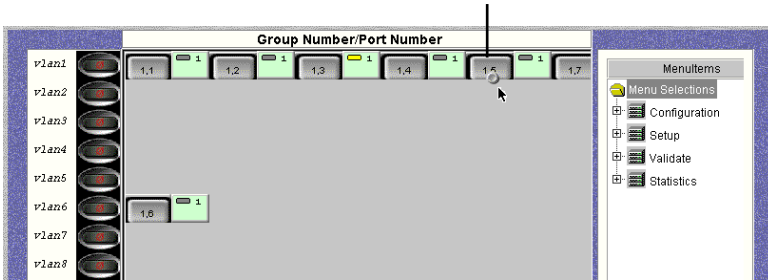 Group Number/Port Number
vlan1 1,1 1 1,2 1 1,3 1 1,4 1 1,5 1 1,7
vlan2
vlan3
vlan4
vlan5
vlan6 1,6 1
vlan7
vlan8
MenuItems
Menu Selections
Configuration
Setup
Validate
Statistics